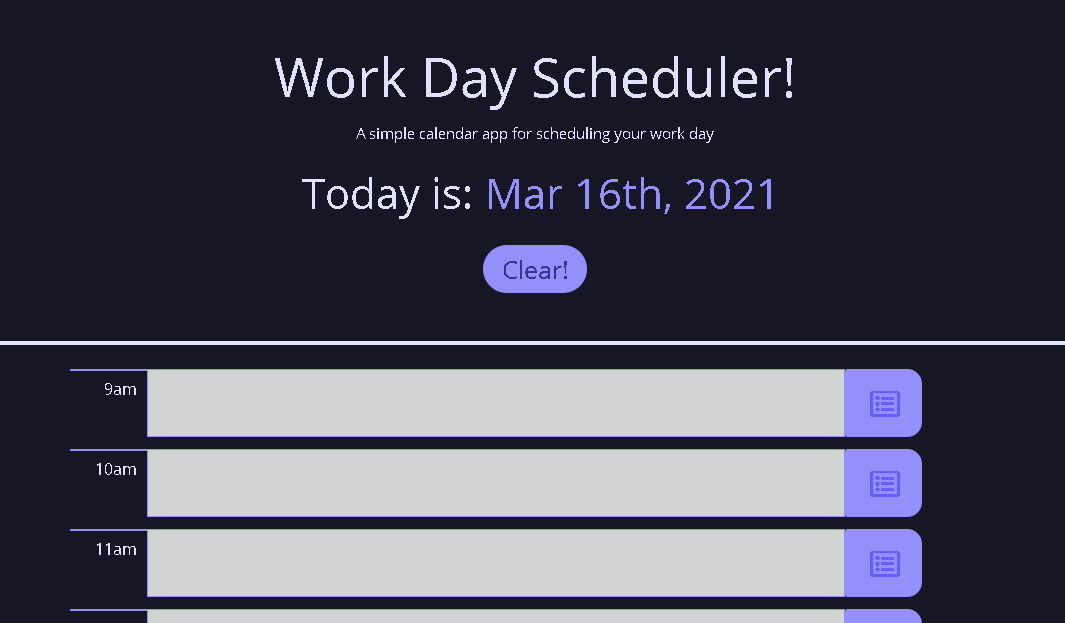 Work Day Scheduler!
A simple calendar app for scheduling your work day
Today is: Mar 16th, 2021
Clear!
9am
10am
11am